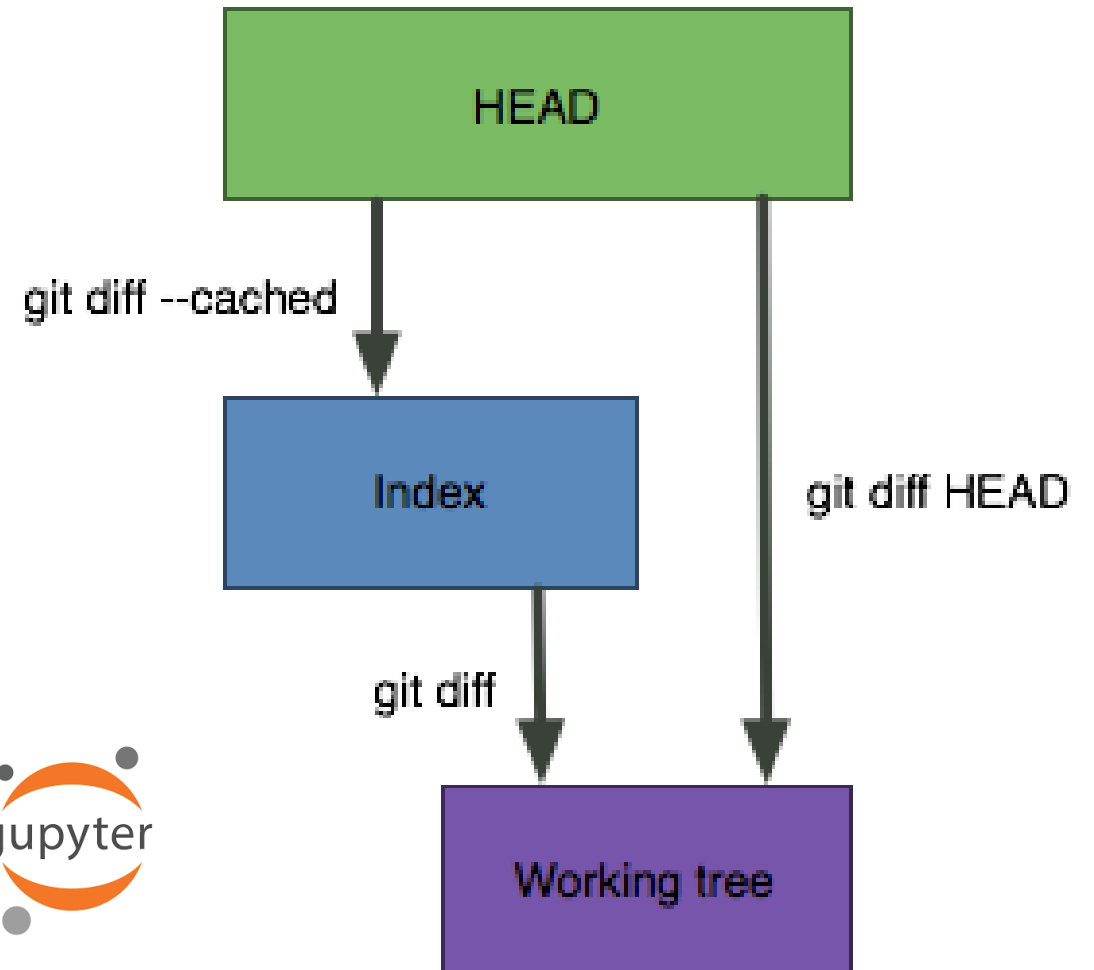 HEAD
git diff --cached
Index
git diff HEAD
git diff
jupyter
Working tree